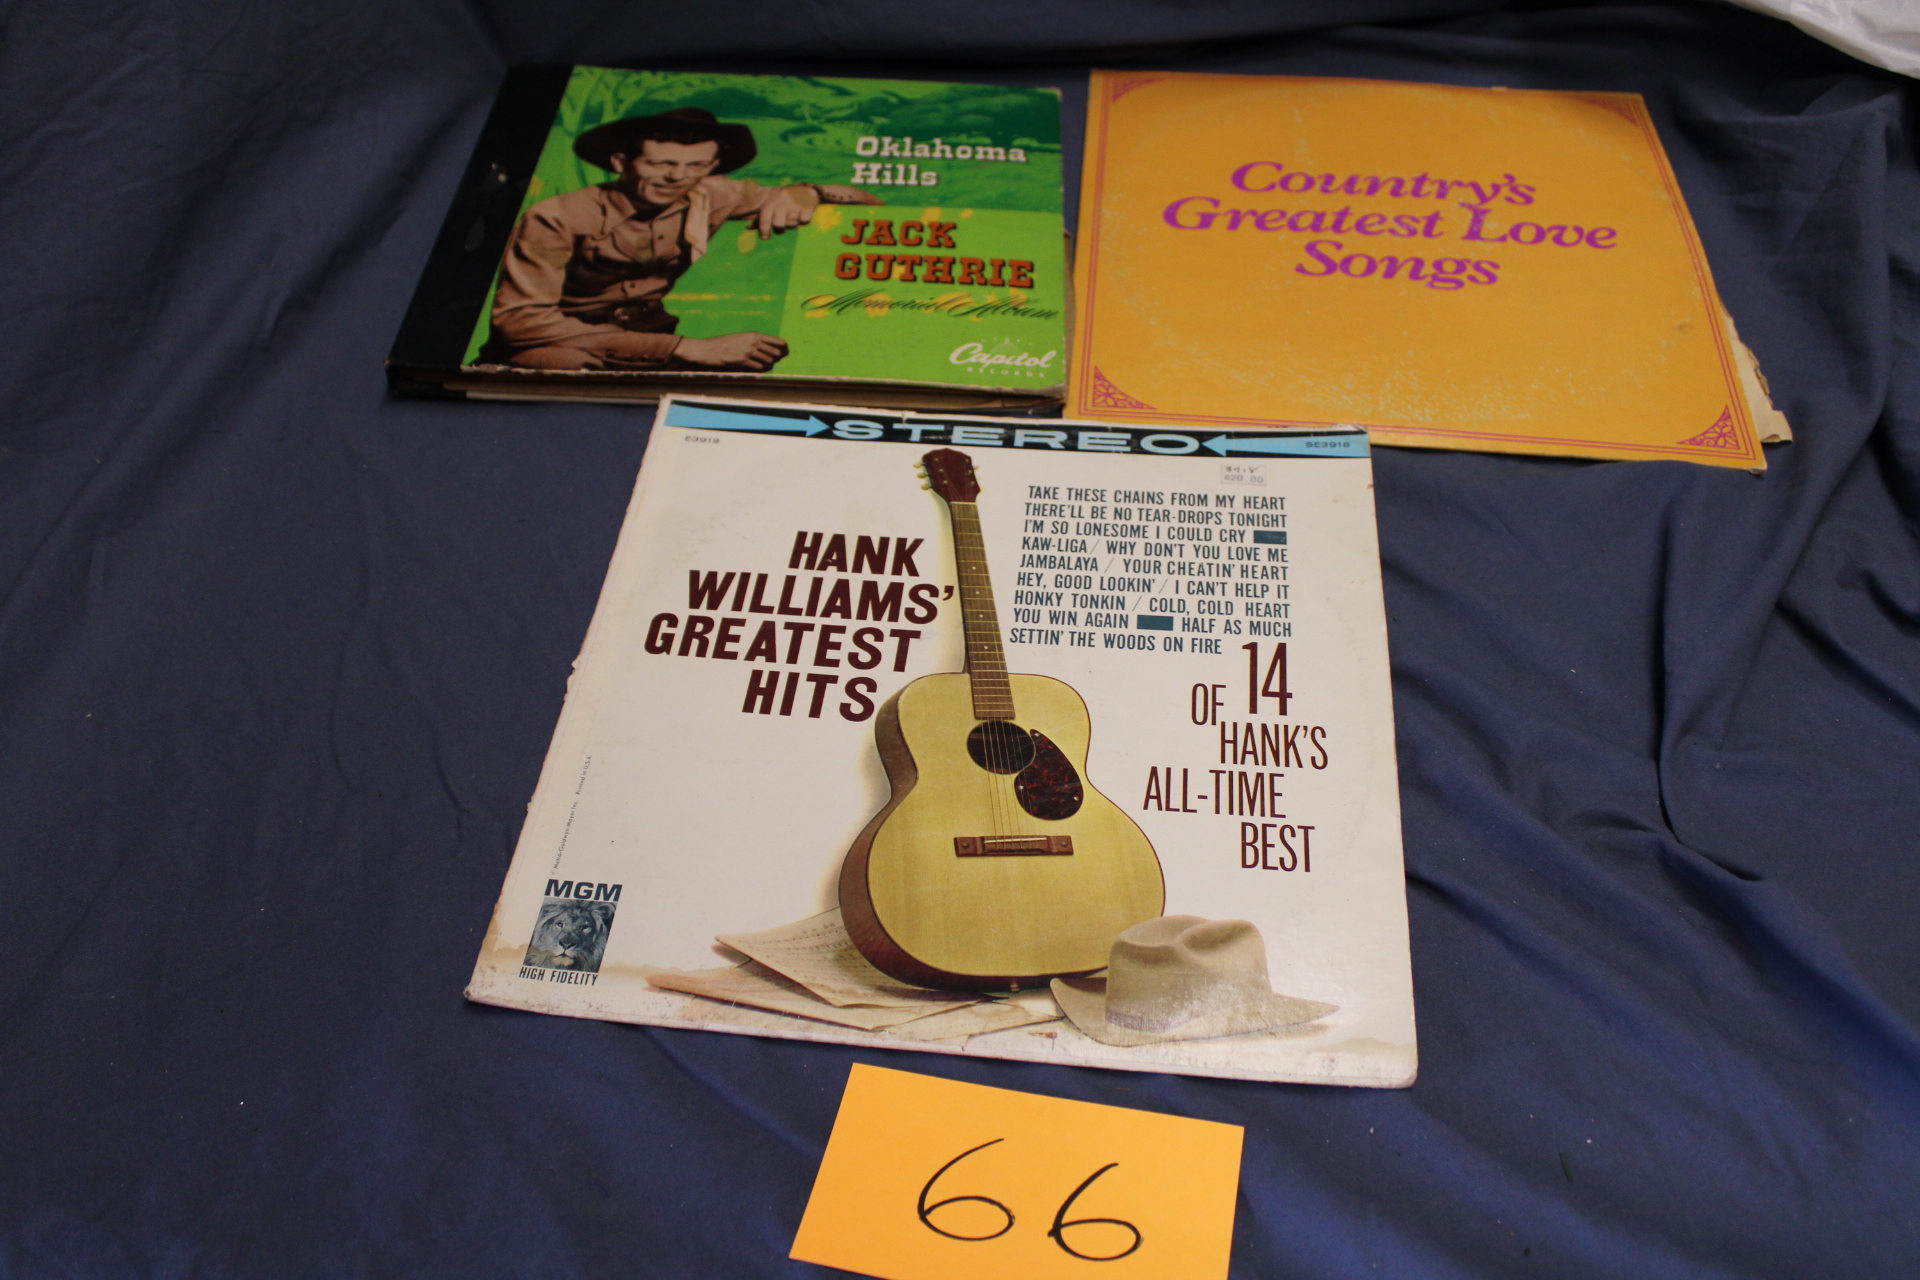 Oklahoma
Hills
JACK
GUTHRIE
Memorial Album
Capitol
RECORDS
Country's
Greatest Love
Songs
STEREO
E3918
SE3918
HANK
WILLIAMS'
GREATEST
HITS
TAKE THESE CHAINS FROM MY HEART
THERE'LL BE NO TEAR-DROPS TONIGHT
I'M SO LONESOME I COULD CRY
KAW-LIGA / WHY DON'T YOU LOVE ME
JAMBALAYA / YOUR CHEATIN' HEART
HEY, GOOD LOOKIN' / I CAN'T HELP IT
HONKY TONKIN / COLD, COLD HEART
YOU WIN AGAIN HALF AS MUCH
SETTIN' THE WOODS ON FIRE
14
OF
HANK'S
ALL-TIME
BEST
MGM
HIGH FIDELITY
66